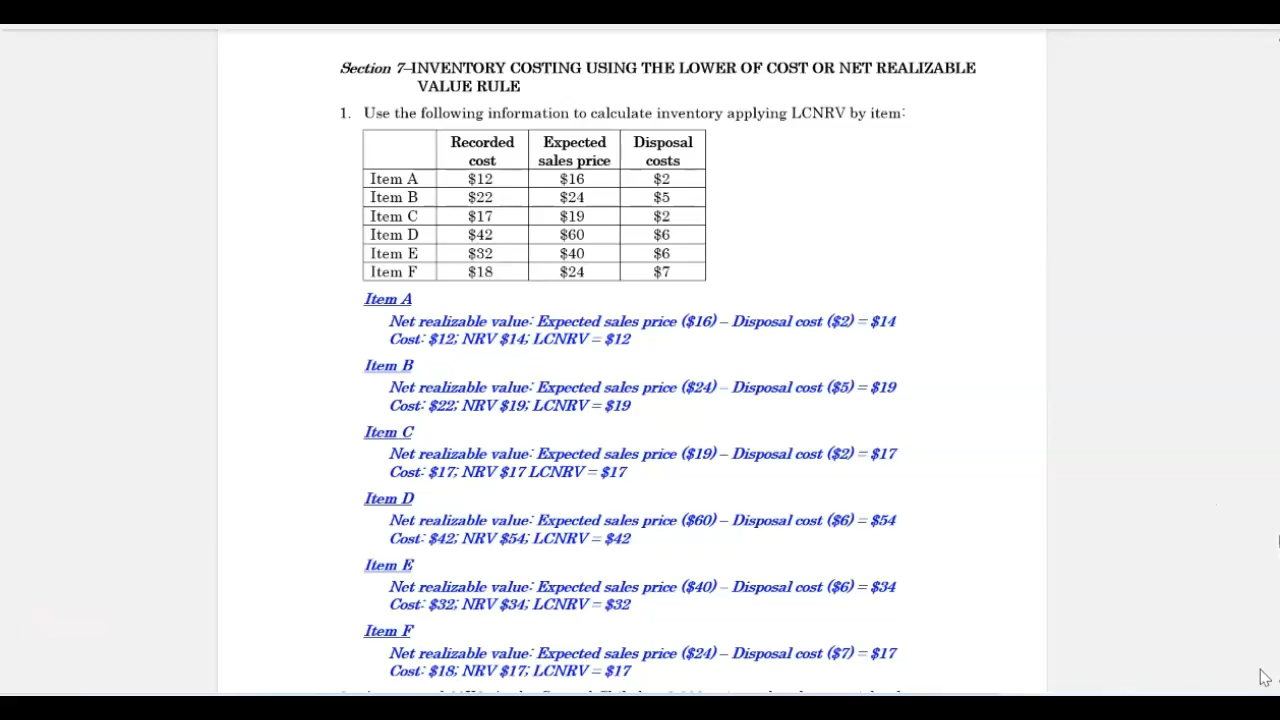 Section 7–INVENTORY COSTING USING THE LOWER OF COST OR NET REALIZABLE
VALUE RULE
1. Use the following information to calculate inventory applying LCNRV by item:
Recorded cost Expected sales price Disposal costs
Item A $12 $16 $2
Item B $22 $24 $5
Item C $17 $19 $2
Item D $42 $60 $6
Item E $32 $40 $6
Item F $18 $24 $7
Item A
Net realizable value: Expected sales price ($16) – Disposal cost ($2) = $14
Cost: $12; NRV $14; LCNRV = $12
Item B
Net realizable value: Expected sales price ($24) – Disposal cost ($5) = $19
Cost: $22; NRV $19; LCNRV = $19
Item C
Net realizable value: Expected sales price ($19) – Disposal cost ($2) = $17
Cost: $17; NRV $17 LCNRV = $17
Item D
Net realizable value: Expected sales price ($60) – Disposal cost ($6) = $54
Cost: $42; NRV $54; LCNRV = $42
Item E
Net realizable value: Expected sales price ($40) – Disposal cost ($6) = $34
Cost: $32; NRV $34; LCNRV = $32
Item F
Net realizable value: Expected sales price ($24) – Disposal cost ($7) = $17
Cost: $18; NRV $17; LCNRV = $17